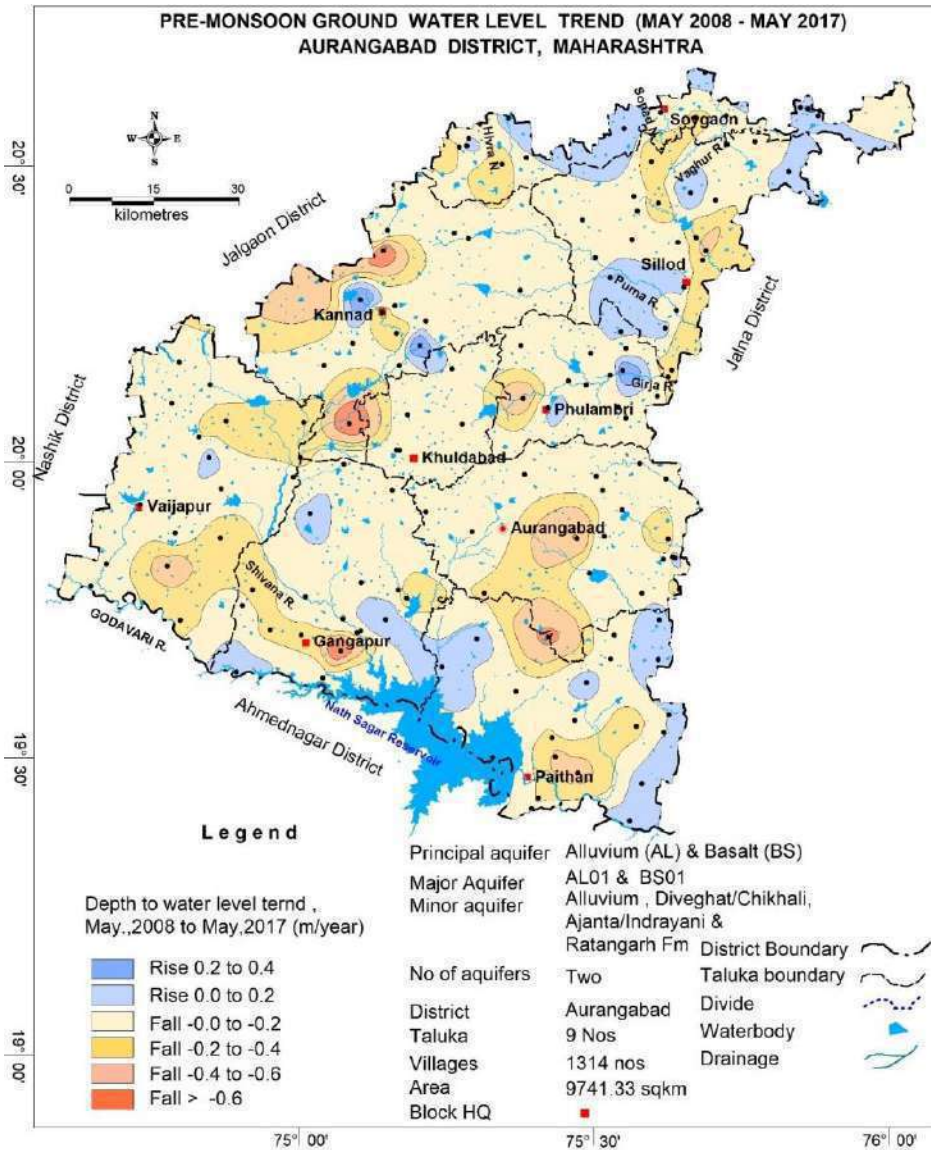 PRE-MONSOON GROUND WATER LEVEL TREND (MAY 2008 - MAY 2017)
AURANGABAD DISTRICT, MAHARASHTRA
N
W E
S
0 15 30
kilometres
20° 30'
20° 00'
19° 30'
19° 00'
Soygaon
Hivra N.
Vaghur R.
Jalgaon District
Sillod
Purna R.
Jalna District
Kannad
Girja R.
Phulambri
Nashik District
Khuldabad
Vaijapur
Aurangabad
Shivana R.
GODAVARI R.
Gangapur
Nath Sagar Reservoir
Ahmednagar District
Paithan
Legend
Depth to water level ternd ,
May.,2008 to May,2017 (m/year)
Rise 0.2 to 0.4
Rise 0.0 to 0.2
Fall -0.0 to -0.2
Fall -0.2 to -0.4
Fall -0.4 to -0.6
Fall > -0.6
Principal aquifer Alluvium (AL) & Basalt (BS)
Major Aquifer AL01 & BS01
Minor aquifer Alluvium , Diveghat/Chikhali,
Ajanta/Indrayani &
Ratangarh Fm
No of aquifers Two
District Aurangabad
Taluka 9 Nos
Villages 1314 nos
Area 9741.33 sqkm
Block HQ
District Boundary
Taluka boundary
Divide
Waterbody
Drainage
75° 00' 75° 30' 76° 00'